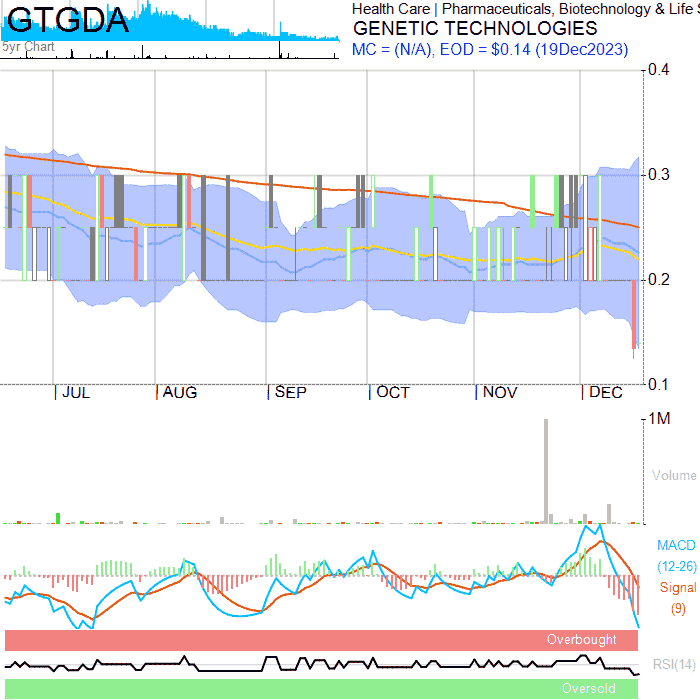 GTGDA
5yr Chart
Health Care | Pharmaceuticals, Biotechnology & Life S
GENETIC TECHNOLOGIES
MC = (N/A), EOD = $0.14 (19Dec2023)
0.4
0.3
0.2
0.1
JUL AUG SEP OCT NOV DEC
1M
Volume
MACD
(12-26)
Signal
(9)
Overbought
RSI(14)
Oversold